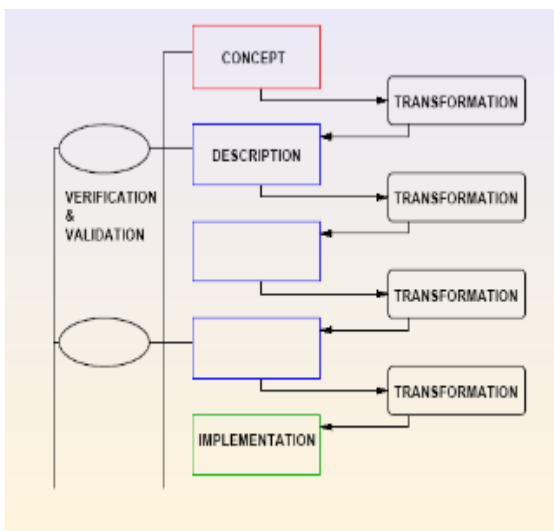 CONCEPT
TRANSFORMATION
DESCRIPTION
VERIFICATION
&
VALIDATION
TRANSFORMATION
TRANSFORMATION
TRANSFORMATION
IMPLEMENTATION